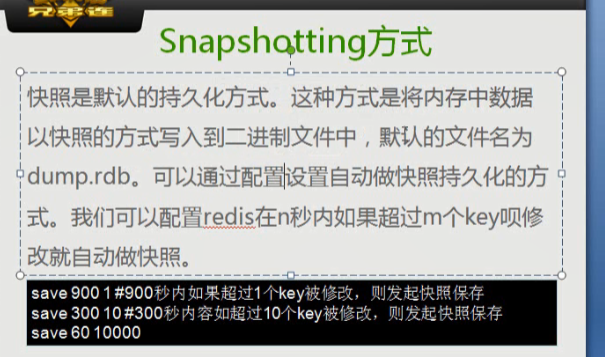 兄弟连
Snapshotting方式
快照是默认的持久化方式。这种方式是将内存中数据
以快照的方式写入到二进制文件中，默认的文件名为
dump.rdb。可以通过配置设置自动做快照持久化的方
式。我们可以配置redis在n秒内如果超过m个key呗修
改就自动做快照。
save 900 1 #900秒内如果超过1个key被修改，则发起快照保存
save 300 10 #300秒内容如超过10个key被修改，则发起快照保存
save 60 10000